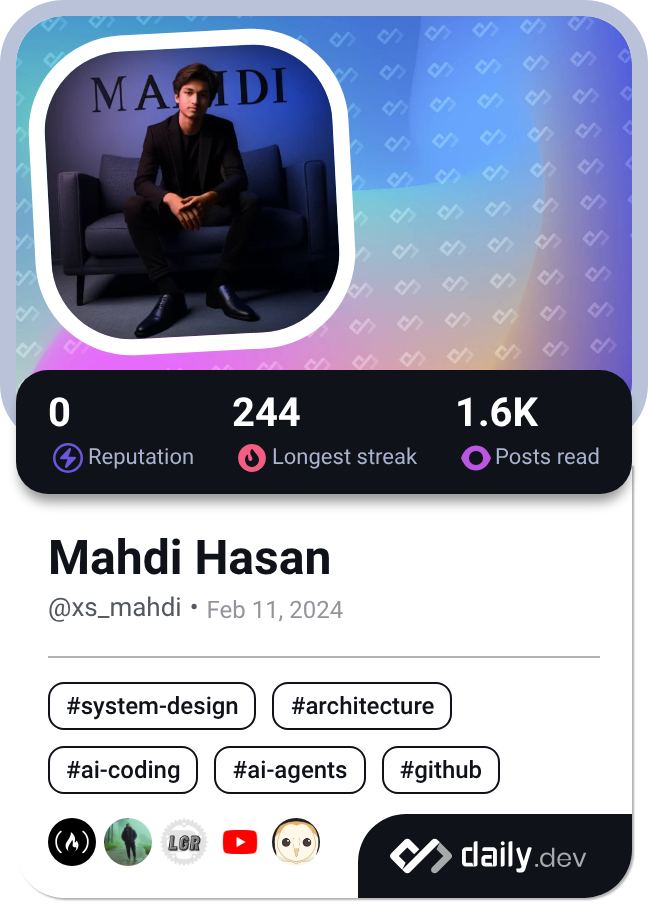 MAHDI
0 244 1.6K
Reputation Longest streak Posts read
Mahdi Hasan
@xs_mahdi • Feb 11, 2024
#system-design #architecture
#ai-coding #ai-agents #github
LGR
daily.dev